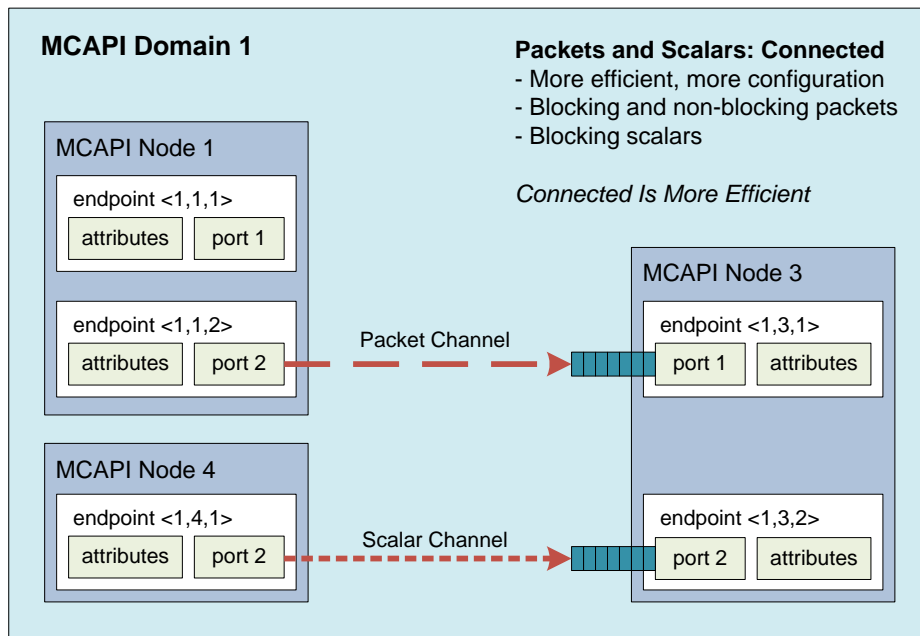 MCAPI Domain 1
Packets and Scalars: Connected
- More efficient, more configuration
- Blocking and non-blocking packets
- Blocking scalars
Connected Is More Efficient
MCAPI Node 1
endpoint <1,1,1>
attributes
port 1
endpoint <1,1,2>
attributes
port 2
Packet Channel
MCAPI Node 4
endpoint <1,4,1>
attributes
port 2
Scalar Channel
MCAPI Node 3
endpoint <1,3,1>
port 1
attributes
endpoint <1,3,2>
port 2
attributes